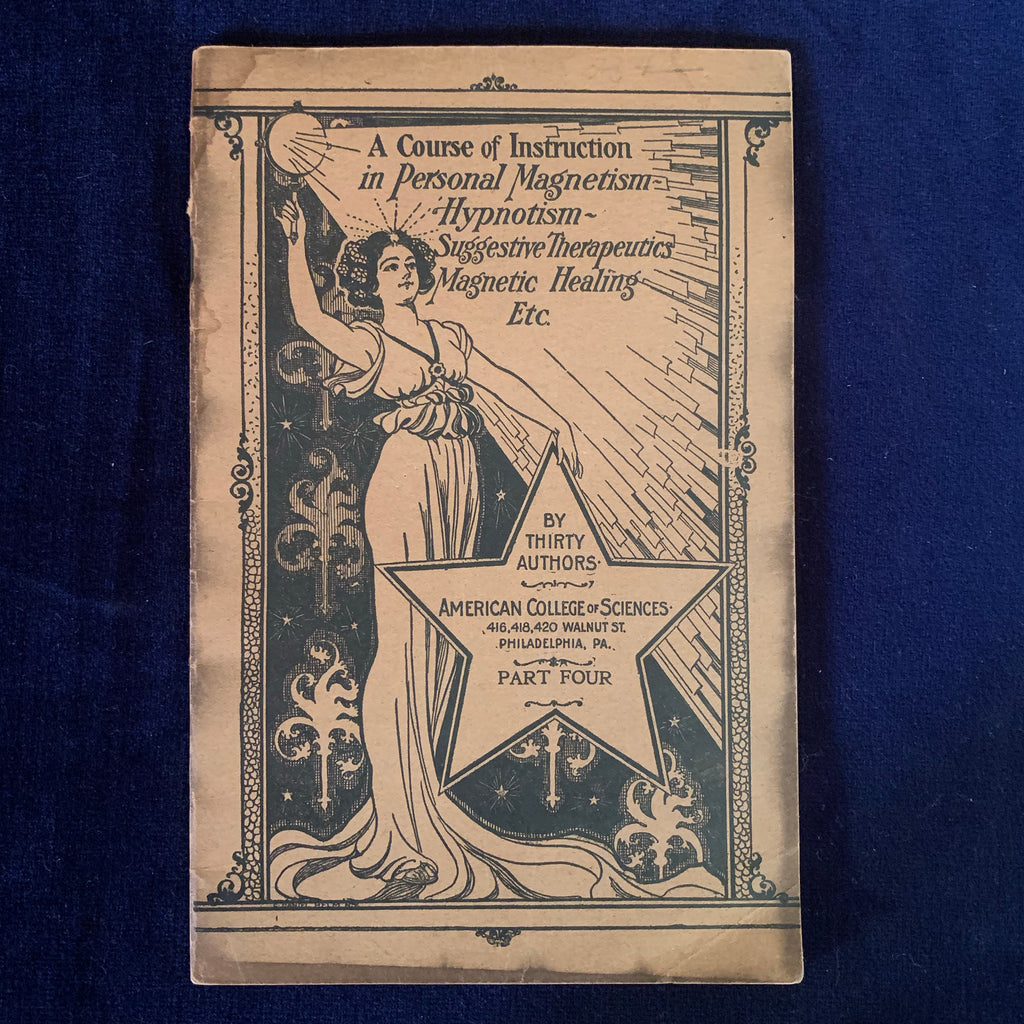 A Course of Instruction
in Personal Magnetism-
Hypnotism-
Suggestive Therapeutics
Magnetic Healing
Etc.
BY
THIRTY
AUTHORS.
AMERICAN COLLEGE OF SCIENCES.
416, 418, 420 WALNUT ST.
PHILADELPHIA, PA.
PART FOUR